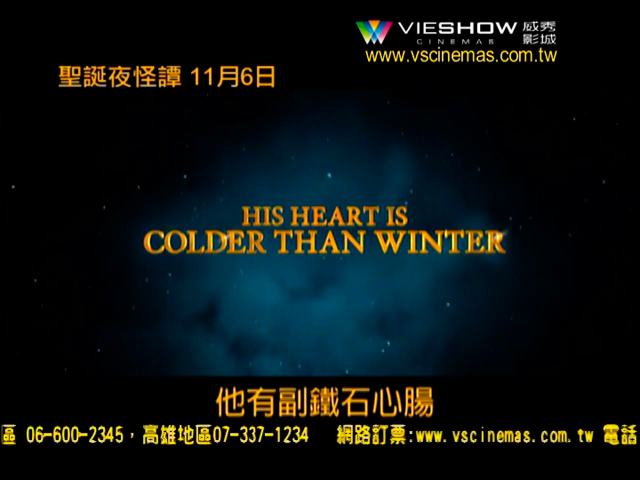 VIESHOW 威秀影城
CINEMAS
www.vscinemas.com.tw
聖誕夜怪譚 11月6日
HIS HEART IS
COLDER THAN WINTER
他有副鐵石心腸
區 06-600-2345，高雄地區07-337-1234 網路訂票:www.vscinemas.com.tw 電話